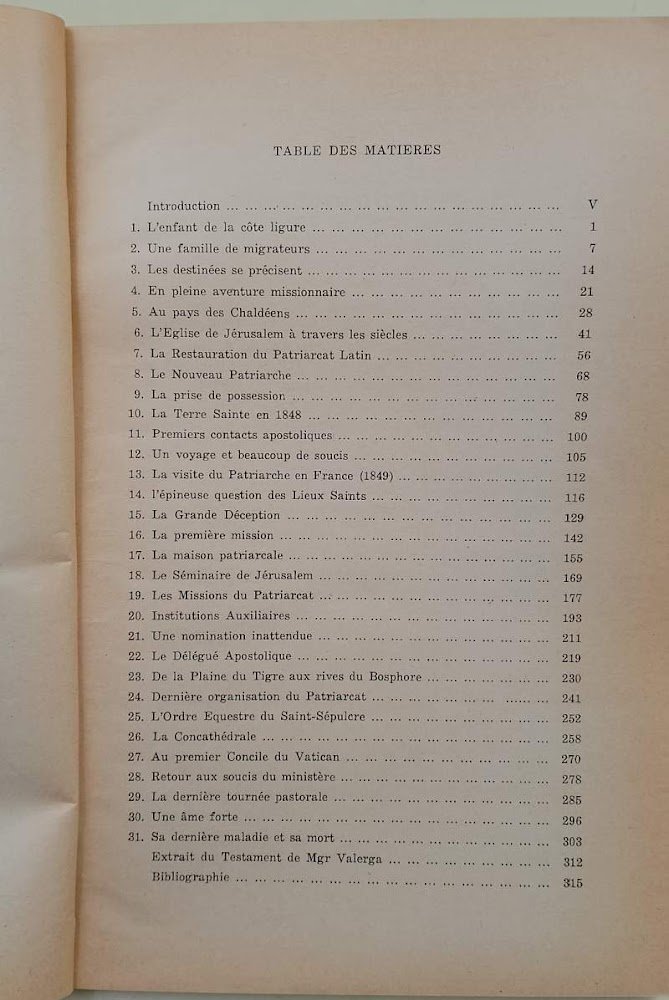 TABLE DES MATIERES
Introduction ... ... ... ... ... ... ... ... ... ... ... ... ... ... V
1. L'enfant de la côte ligure ... ... ... ... ... ... ... ... ... ... ... 1
2. Une famille de migrateurs ... ... ... ... ... ... ... ... ... ... ... 7
3. Les destinées se précisent ... ... ... ... ... ... ... ... ... ... ... 14
4. En pleine aventure missionnaire ... ... ... ... ... ... ... ... ... 21
5. Au pays des Chaldéens ... ... ... ... ... ... ... ... ... ... ... 28
6. L'Eglise de Jérusalem à travers les siècles ... ... ... ... ... ... 41
7. La Restauration du Patriarcat Latin ... ... ... ... ... ... ... ... 56
8. Le Nouveau Patriarche ... ... ... ... ... ... ... ... ... ... ... 68
9. La prise de possession ... ... ... ... ... ... ... ... ... ... ... 78
10. La Terre Sainte en 1848 ... ... ... ... ... ... ... ... ... ... ... 89
11. Premiers contacts apostoliques ... ... ... ... ... ... ... ... ... 100
12. Un voyage et beaucoup de soucis ... ... ... ... ... ... ... ... ... 105
13. La visite du Patriarche en France (1849) ... ... ... ... ... ... ... 112
14. l'épineuse question des Lieux Saints ... ... ... ... ... ... ... ... 116
15. La Grande Déception ... ... ... ... ... ... ... ... ... ... ... 129
16. La première mission ... ... ... ... ... ... ... ... ... ... ... ... 142
17. La maison patriarcale ... ... ... ... ... ... ... ... ... ... ... 155
18. Le Séminaire de Jérusalem ... ... ... ... ... ... ... ... ... ... 169
19. Les Missions du Patriarcat ... ... ... ... ... ... ... ... ... ... 177
20. Institutions Auxiliaires ... ... ... ... ... ... ... ... ... ... ... 193
21. Une nomination inattendue ... ... ... ... ... ... ... ... ... ... 211
22. Le Délégué Apostolique ... ... ... ... ... ... ... ... ... ... ... 219
23. De la Plaine du Tigre aux rives du Bosphore ... ... ... ... ... ... 230
24. Dernière organisation du Patriarcat ... ... ... ... ... ...... ... 241
25. L'Ordre Equestre du Saint-Sépulcre ... ... ... ... ... ... ... ... 252
26. La Concathédrale ... ... ... ... ... ... ... ... ... ... ... ... 258
27. Au premier Concile du Vatican ... ... ... ... ... ... ... ... ... 270
28. Retour aux soucis du ministère ... ... ... ... ... ... ... ... ... 278
29. La dernière tournée pastorale ... ... ... ... ... ... ... ... ... 285
30. Une âme forte ... ... ... ... ... ... ... ... ... ... ... ... ... 296
31. Sa dernière maladie et sa mort ... ... ... ... ... ... ... ... ... 303
Extrait du Testament de Mgr Valerga ... ... ... ... ... ... ... 312
Bibliographie ... ... ... ... ... ... ... ... ... ... ... ... ... 315